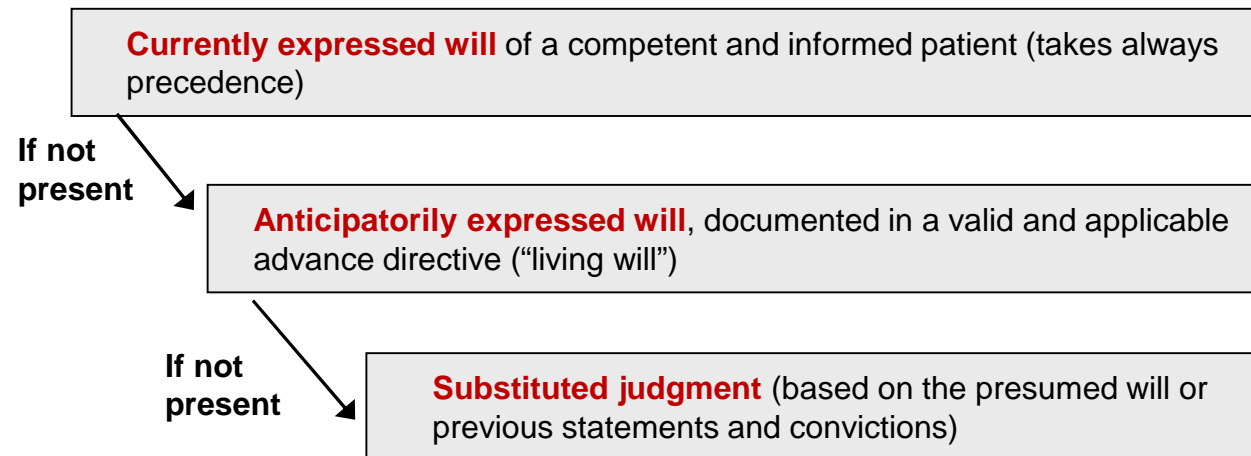 Currently expressed will of a competent and informed patient (takes always
precedence)
If not
present
Anticipatorily expressed will, documented in a valid and applicable
advance directive (“living will”)
If not
present
Substituted judgment (based on the presumed will or
previous statements and convictions)